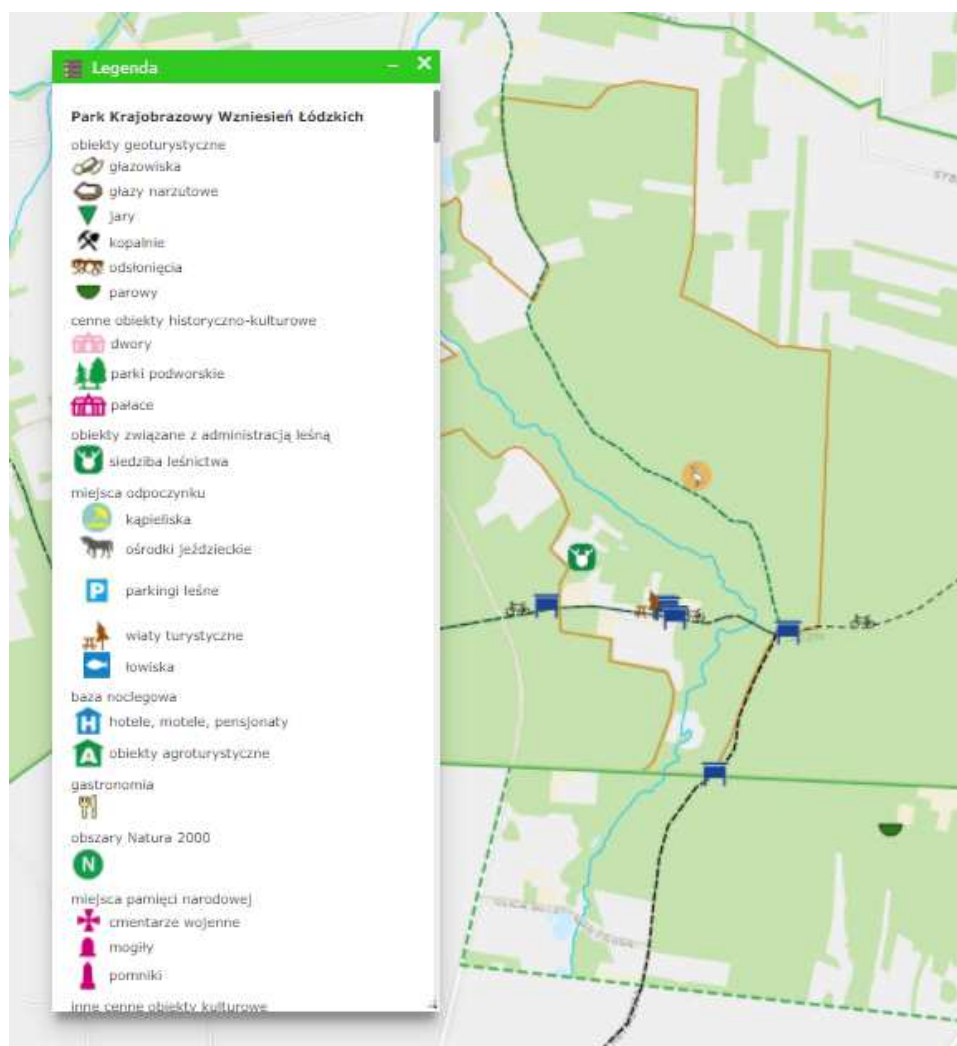 Legenda
Park Krajobrazowy Wzniesień Łódzkich
obiekty geoturystyczne
głazowiska
głazy narzutowe
jary
kopalnie
odsłonięcia
parowy
cenne obiekty historyczno-kulturowe
dwory
parki podworskie
pałace
obiekty związane z administracją leśną
siedziba leśnictwa
miejsca odpoczynku
kąpieliska
ośrodki jeździeckie
P parkingi leśne
wiaty turystyczne
łowiska
baza noclegowa
H hotele, motele, pensjonaty
A obiekty agroturystyczne
gastronomia
obszary Natura 2000
N
miejsca pamięci narodowej
cmentarze wojenne
mogiły
pomniki
inne cenne obiekty kulturowe